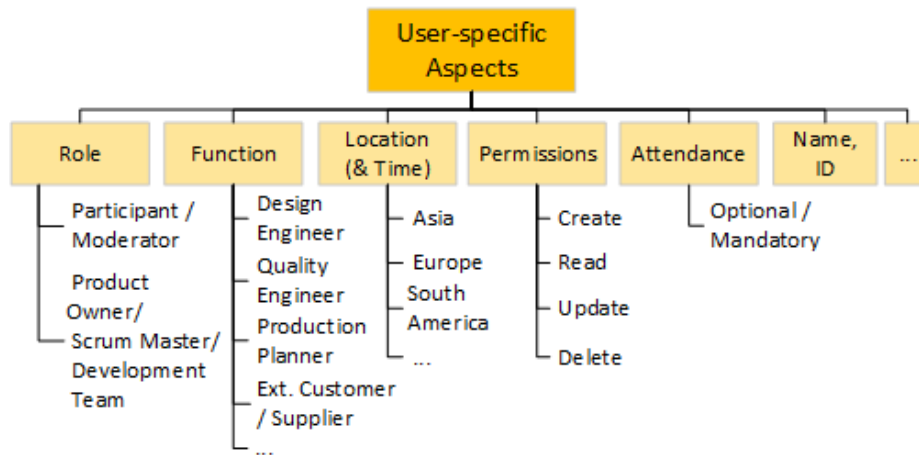 User-specific
Aspects
Role
Function
Location
(& Time)
Permissions
Attendance
Name,
ID
...
Participant /
Moderator
Product
Owner/
Scrum Master/
Development
Team
Design
Engineer
Quality
Engineer
Production
Planner
Ext. Customer
/ Supplier
...
Asia
Europe
South
America
...
Create
Read
Update
Delete
Optional /
Mandatory